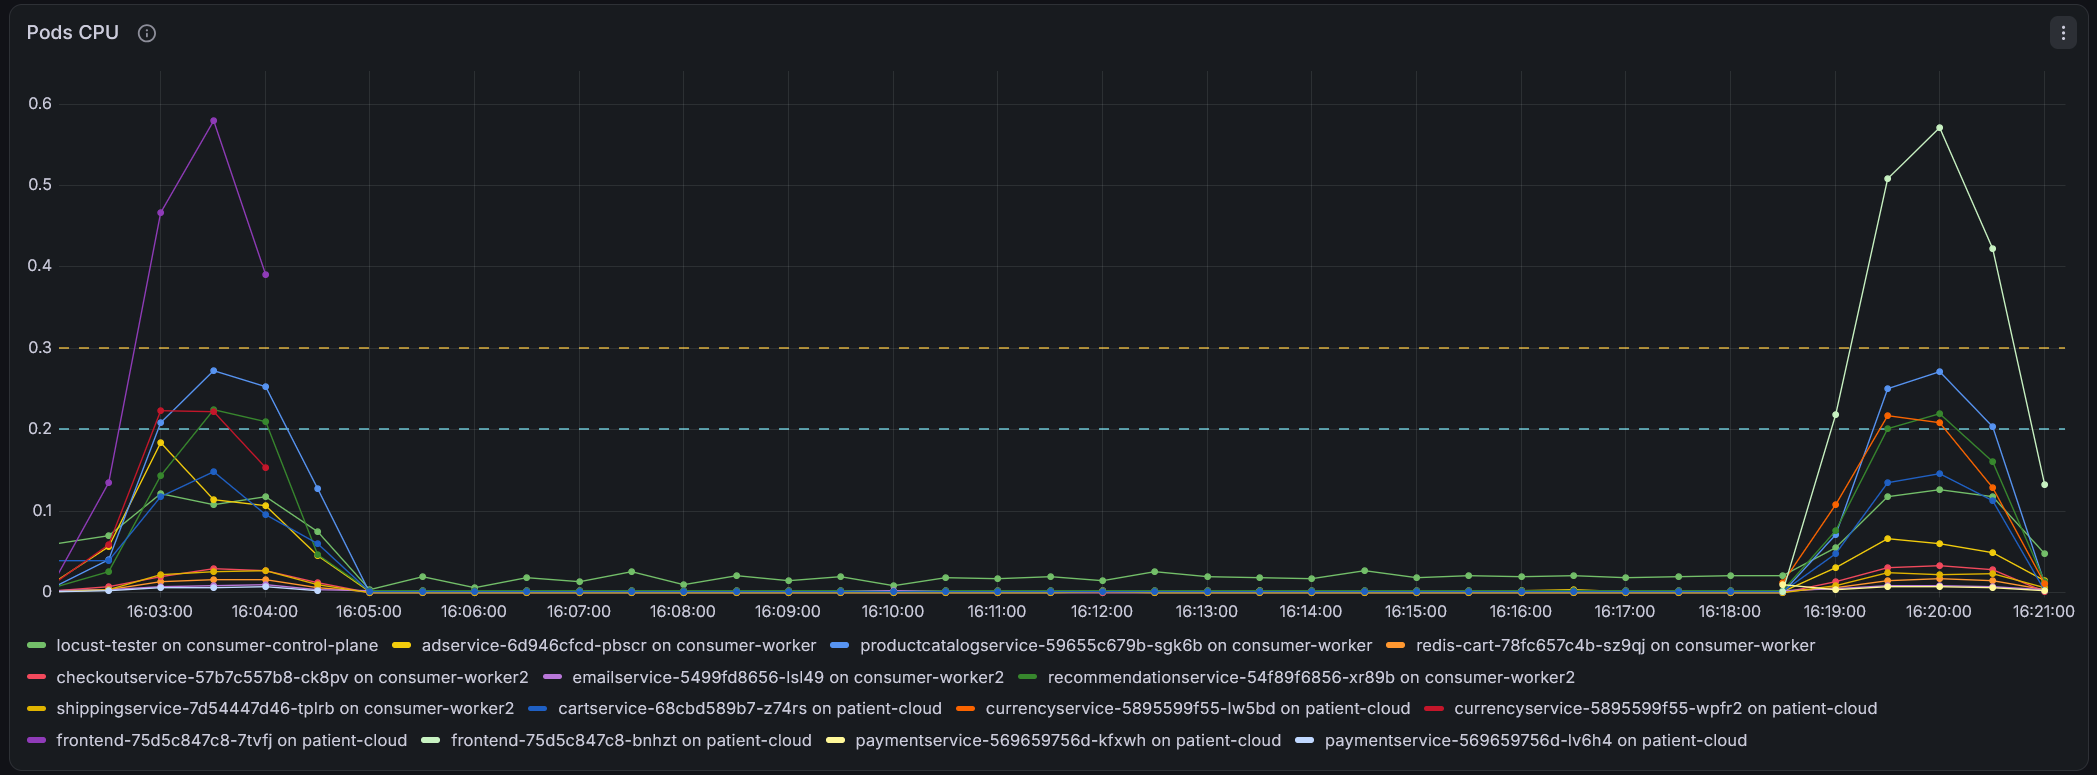 Pods CPU
0.6
0.5
0.4
0.3
0.2
0.1
0
16:03:00 16:04:00 16:05:00 16:06:00 16:07:00 16:08:00 16:09:00 16:10:00 16:11:00 16:12:00 16:13:00 16:14:00 16:15:00 16:16:00 16:17:00 16:18:00 16:19:00 16:20:00 16:21:00
locust-tester on consumer-control-plane adservice-6d946cfcd-pbscr on consumer-worker productcatalogservice-59655c679b-sgk6b on consumer-worker redis-cart-78fc657c4b-sz9qj on consumer-worker
checkoutservice-57b7c557b8-ck8pv on consumer-worker2 emailservice-5499fd8656-lsl49 on consumer-worker2 recommendationservice-54f89f6856-xr89b on consumer-worker2
shippingservice-7d54447d46-tplrb on consumer-worker2 cartservice-68cbd589b7-z74rs on patient-cloud currencyservice-5895599f55-lw5bd on patient-cloud currencyservice-5895599f55-wpfr2 on patient-cloud
frontend-75d5c847c8-7tvfj on patient-cloud frontend-75d5c847c8-bnhzt on patient-cloud paymentservice-569659756d-kfxwh on patient-cloud paymentservice-569659756d-lv6h4 on patient-cloud